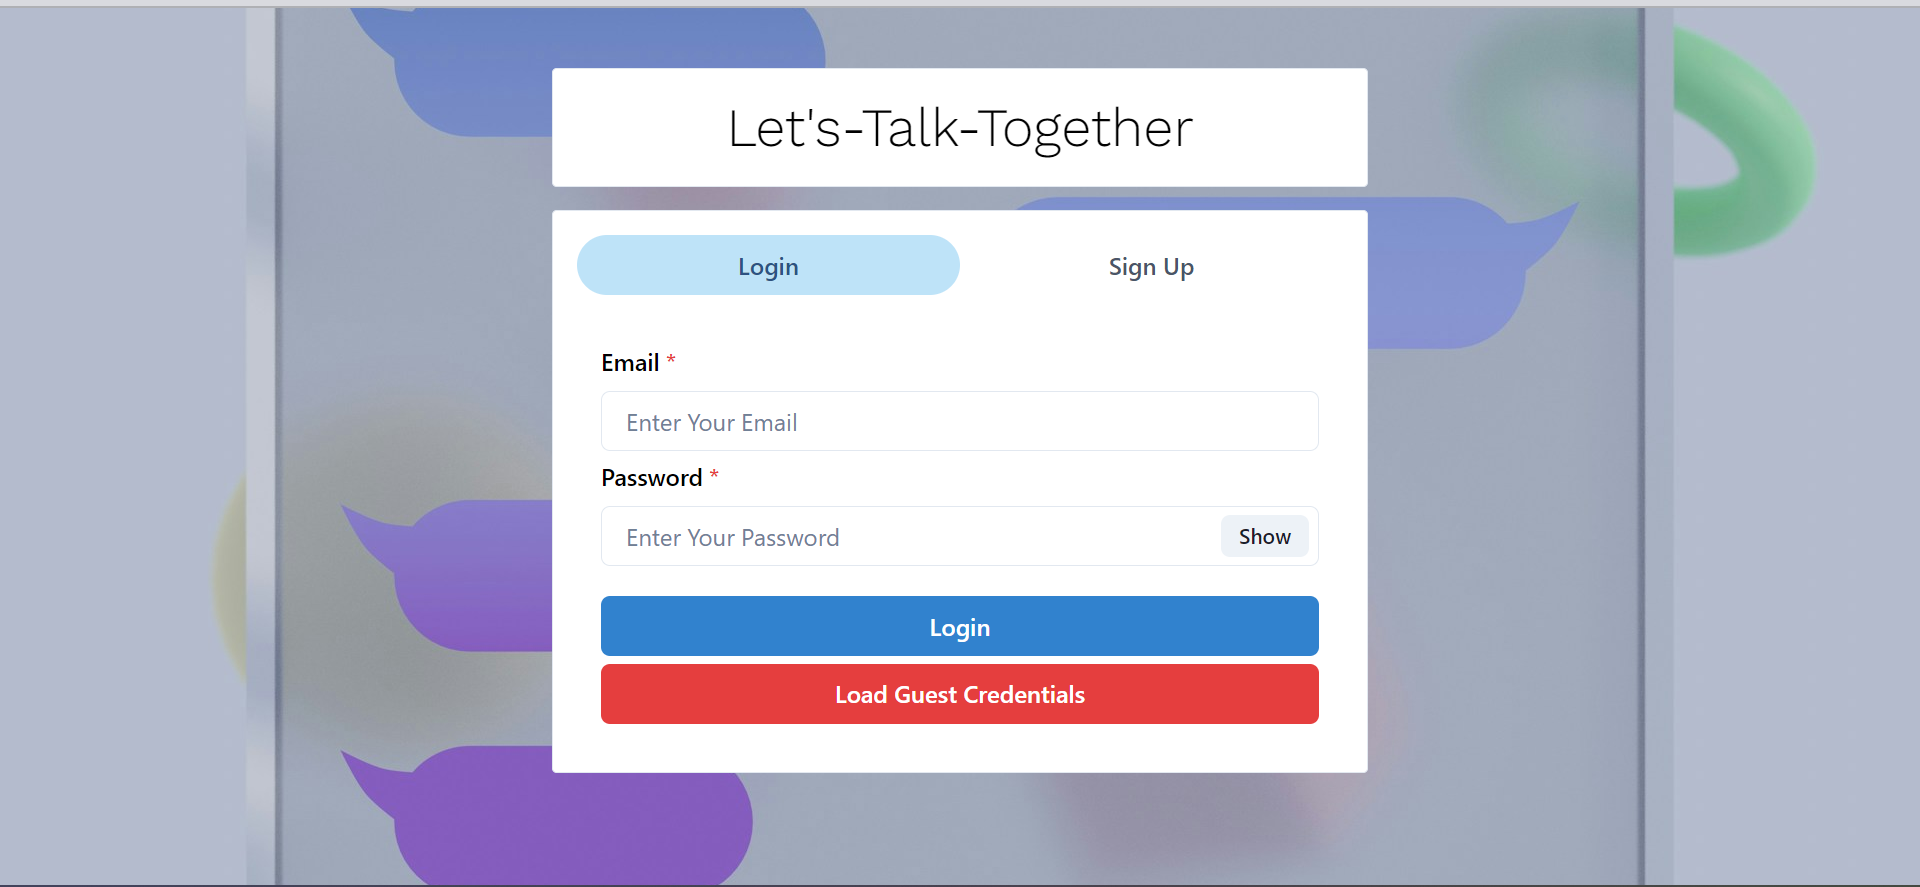 Let's-Talk-Together
Login
Sign Up
Email *
Enter Your Email
Password *
Enter Your Password
Show
Login
Load Guest Credentials